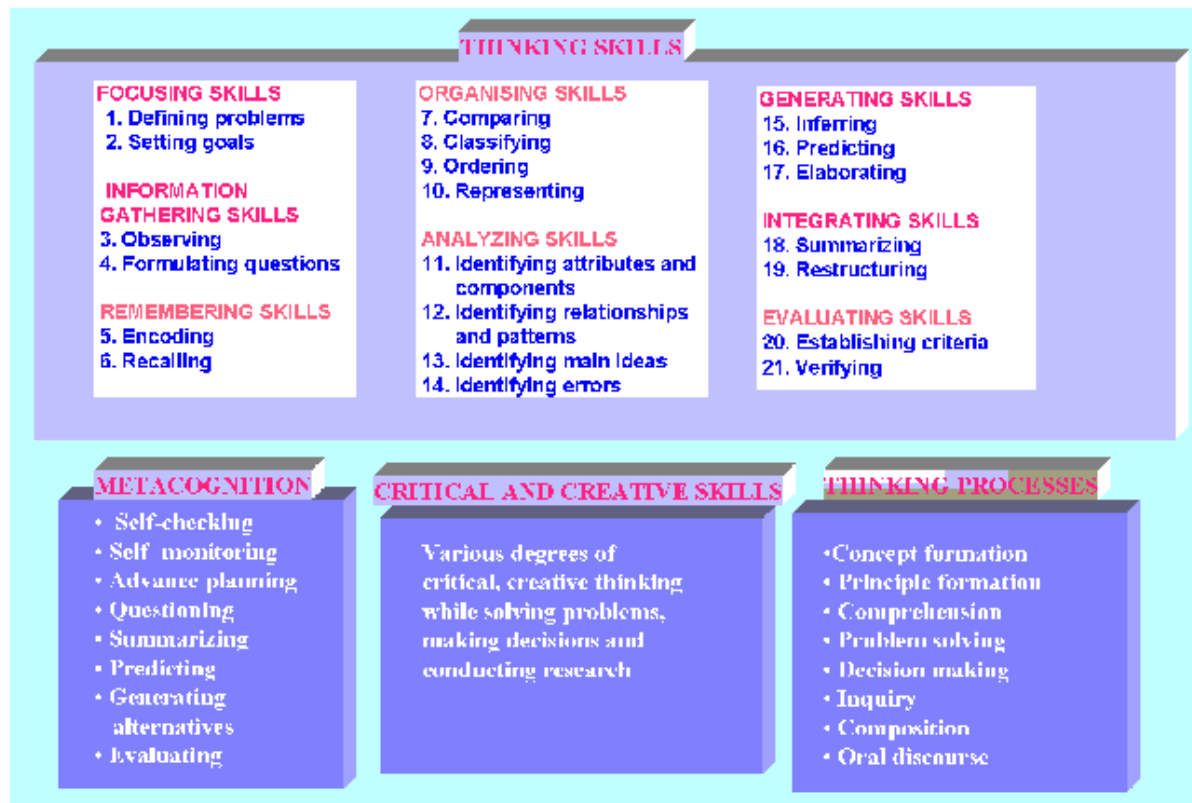 THINKING SKILLS
FOCUSING SKILLS
1. Defining problems
2. Setting goals
INFORMATION
GATHERING SKILLS
3. Observing
4. Formulating questions
REMEMBERING SKILLS
5. Encoding
6. Recalling
ORGANISING SKILLS
7. Comparing
8. Classifying
9. Ordering
10. Representing
ANALYZING SKILLS
11. Identifying attributes and
components
12. Identifying relationships
and patterns
13. Identifying main ideas
14. Identifying errors
GENERATING SKILLS
15. Inferring
16. Predicting
17. Elaborating
INTEGRATING SKILLS
18. Summarizing
19. Restructuring
EVALUATING SKILLS
20. Establishing criteria
21. Verifying
METACOGNITION
• Self-checking
• Self monitoring
• Advance planning
• Questioning
• Summarizing
• Predicting
• Generating
alternatives
• Evaluating
CRITICAL AND CREATIVE SKILLS
Various degrees of
critical, creative thinking
while solving problems,
making decisions and
conducting research
THINKING PROCESSES
•Concept formation
• Principle formation
• Comprehension
• Problem solving
• Decision making
• Inquiry
• Composition
• Oral discourse